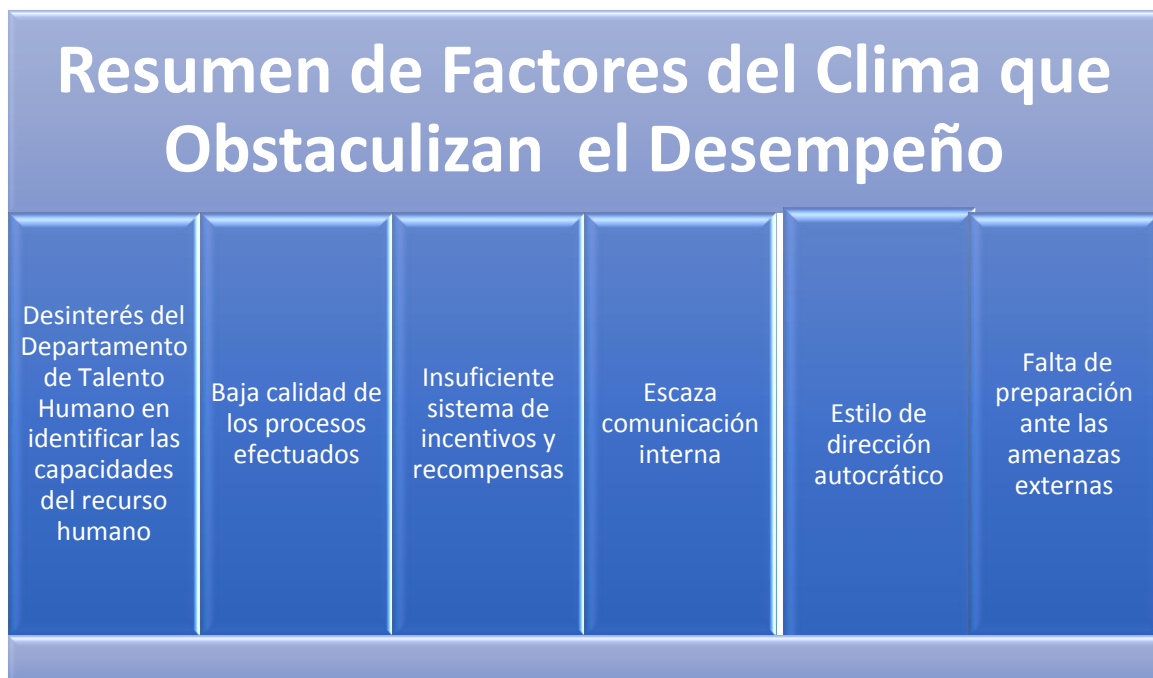 Resumen de Factores del Clima que
Obstaculizan el Desempeño
Desinterés del
Departamento
de Talento
Humano en
identificar las
capacidades
del recurso
humano
Baja calidad de
los procesos
efectuados
Insuficiente
sistema de
incentivos y
recompensas
Escaza
comunicación
interna
Estilo de
dirección
autocrático
Falta de
preparación
ante las
amenazas
externas